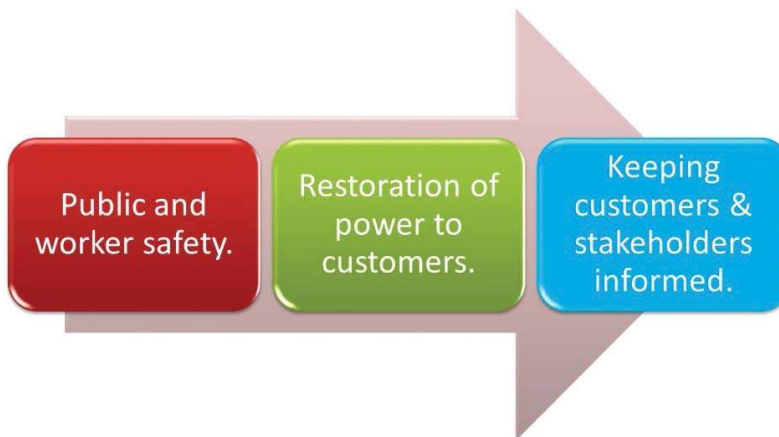 Public and
worker safety.
Restoration of
power to
customers.
Keeping
customers &
stakeholders
informed.